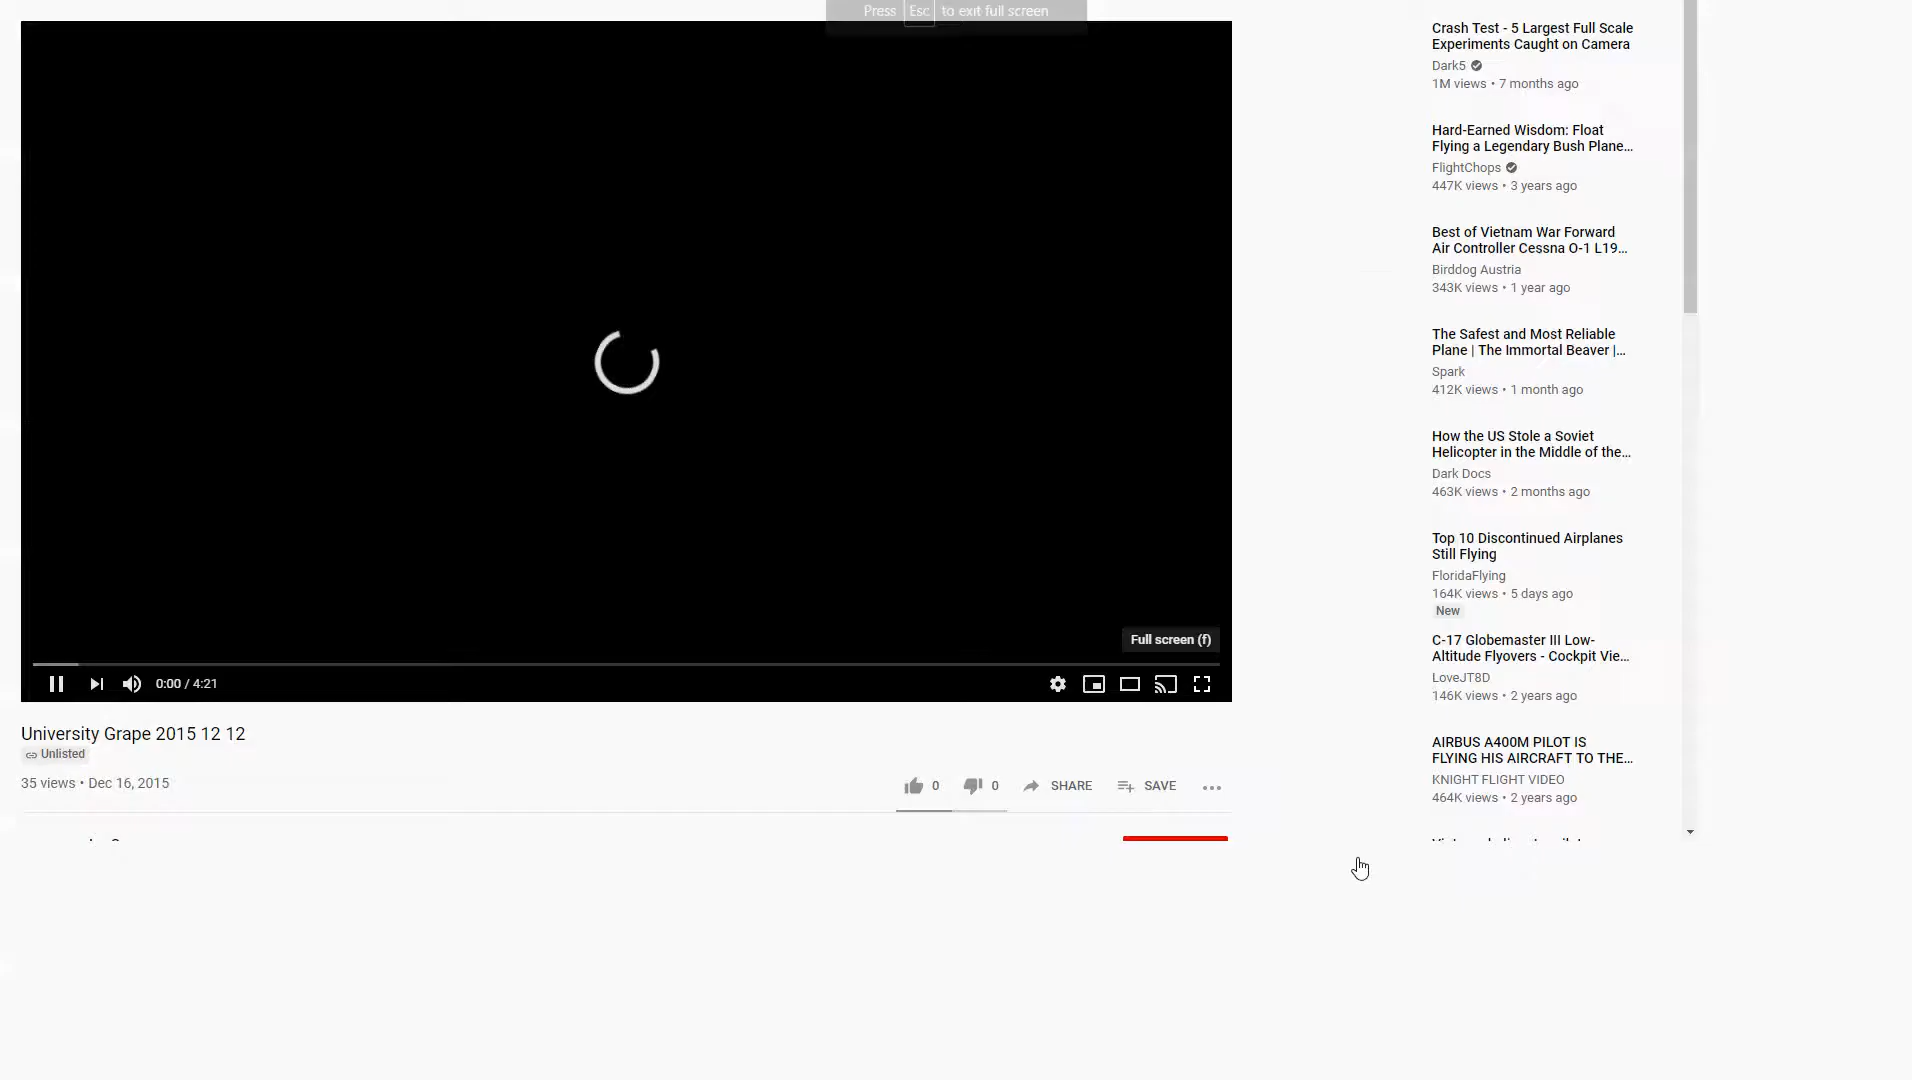 Press Esc to exit full screen
Full screen (f)
0:00 / 4:21
University Grape 2015 12 12
Unlisted
35 views • Dec 16, 2015
0 0 SHARE SAVE
Crash Test - 5 Largest Full Scale
Experiments Caught on Camera
Dark5
1M views • 7 months ago
Hard-Earned Wisdom: Float
Flying a Legendary Bush Plane...
FlightChops
447K views • 3 years ago
Best of Vietnam War Forward
Air Controller Cessna O-1 L19...
Birddog Austria
343K views • 1 year ago
The Safest and Most Reliable
Plane | The Immortal Beaver |...
Spark
412K views • 1 month ago
How the US Stole a Soviet
Helicopter in the Middle of the...
Dark Docs
463K views • 2 months ago
Top 10 Discontinued Airplanes
Still Flying
FloridaFlying
164K views • 5 days ago
New
C-17 Globemaster III Low-
Altitude Flyovers - Cockpit Vie...
LoveJT8D
146K views • 2 years ago
AIRBUS A400M PILOT IS
FLYING HIS AIRCRAFT TO THE...
KNIGHT FLIGHT VIDEO
464K views • 2 years ago